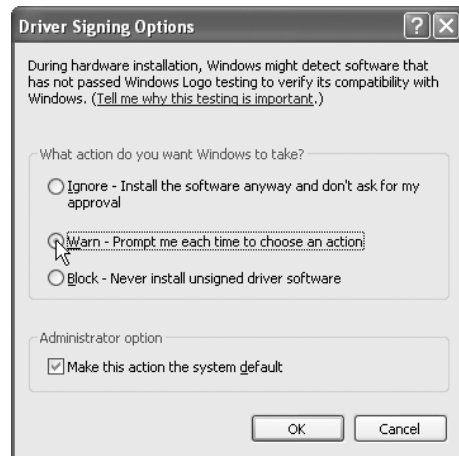 Driver Signing Options
During hardware installation, Windows might detect software that
has not passed Windows Logo testing to verify its compatibility with
Windows. (Tell me why this testing is important.)
What action do you want Windows to take?
Ignore - Install the software anyway and don't ask for my
approval
Warn - Prompt me each time to choose an action
Block - Never install unsigned driver software
Administrator option
Make this action the system default
OK Cancel